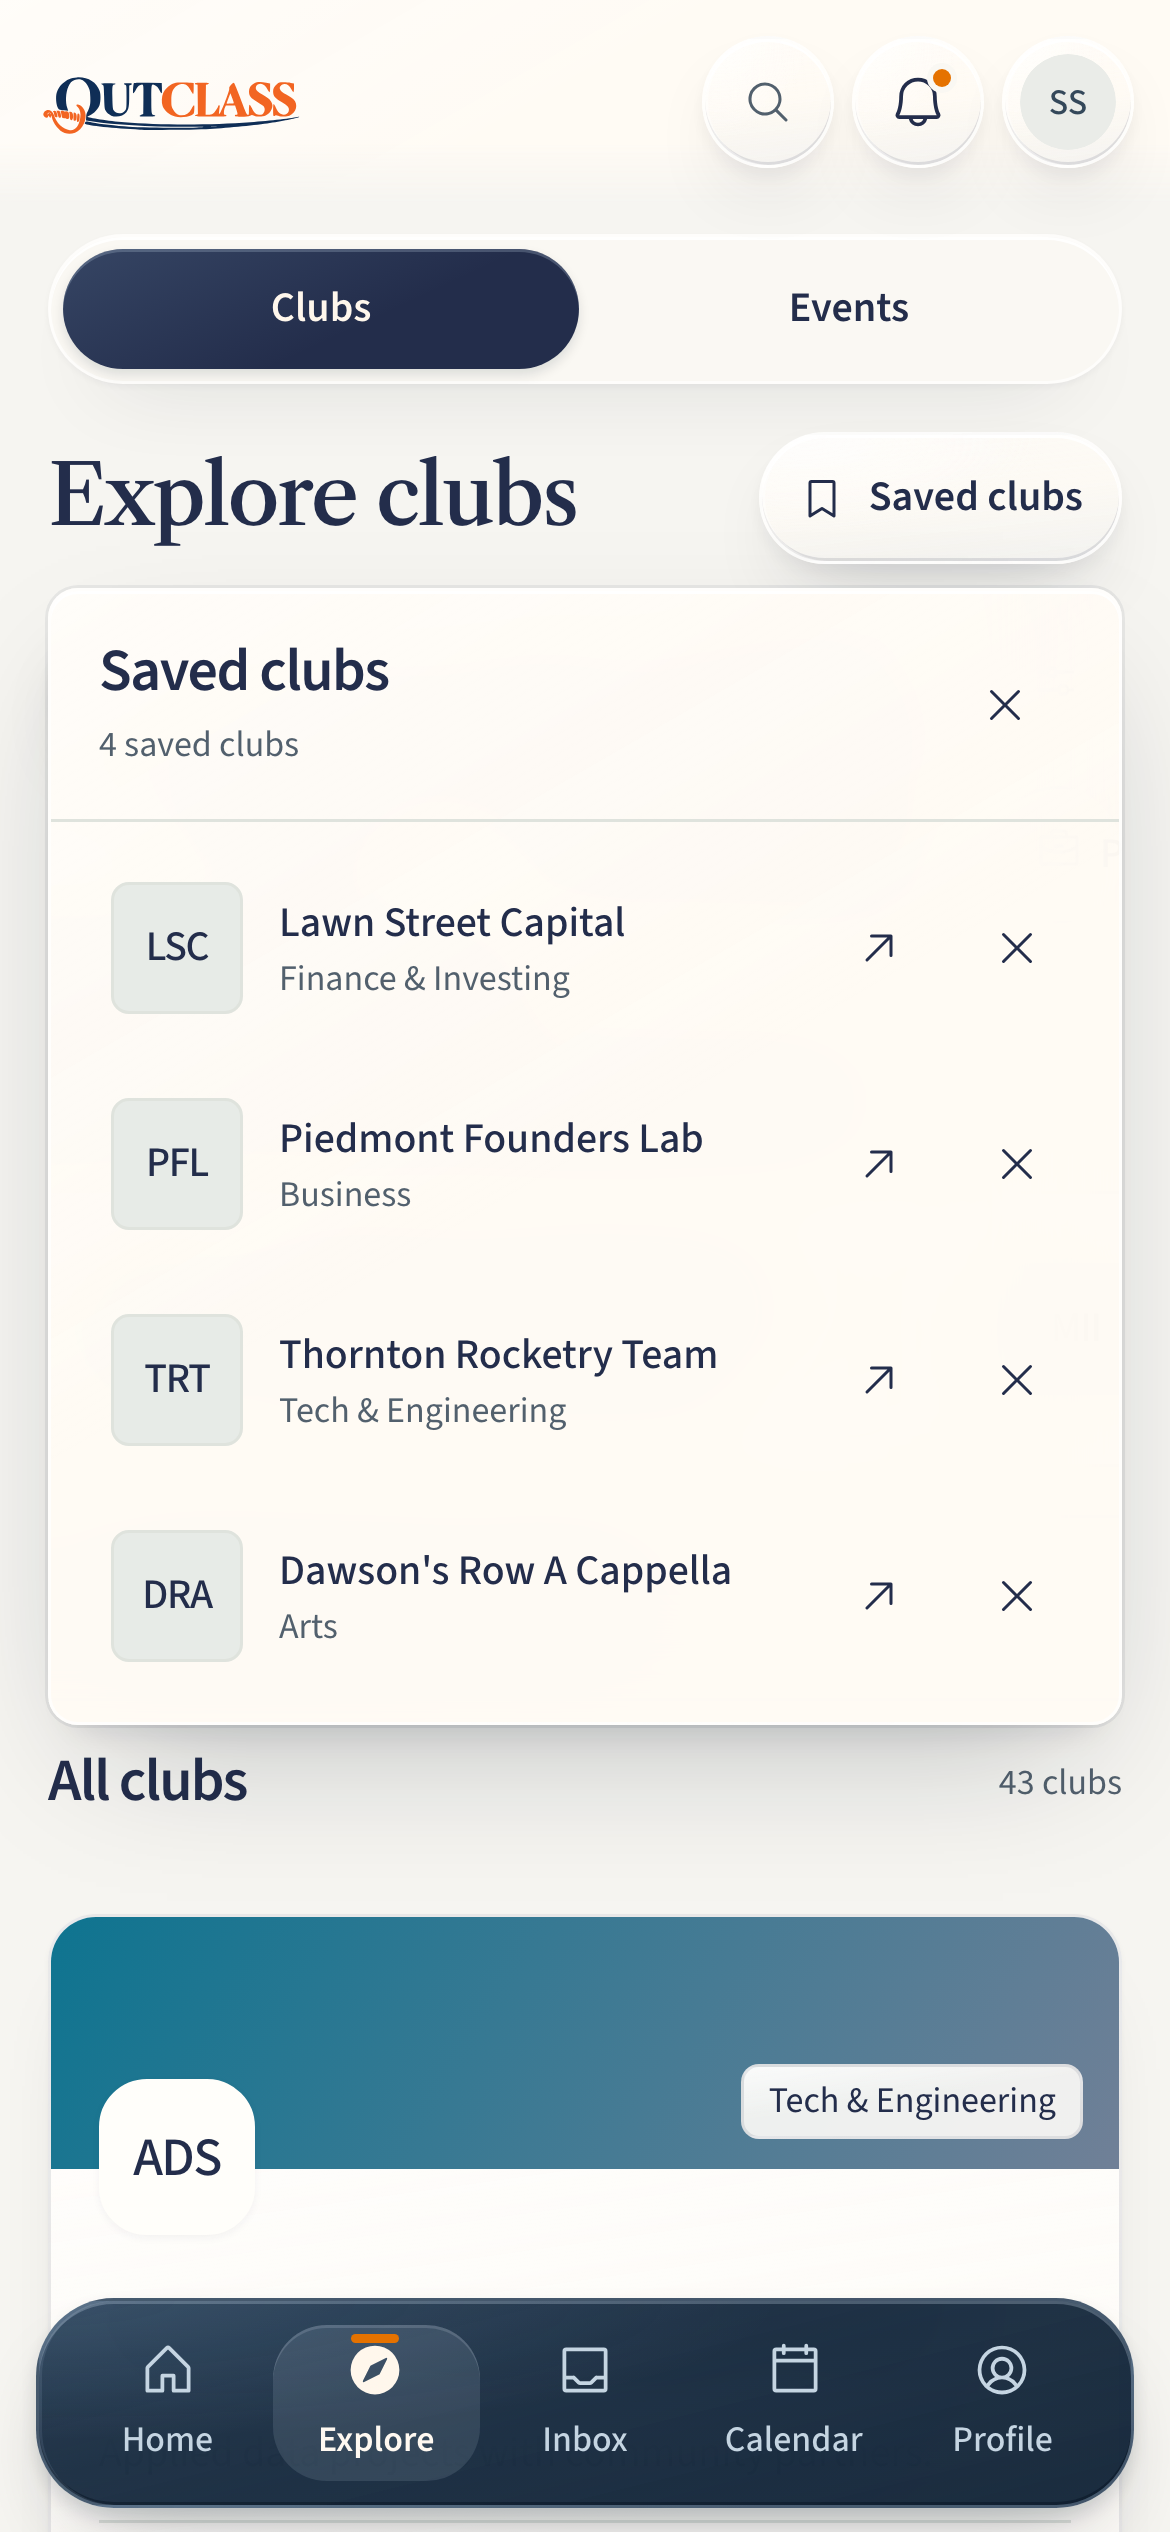 OUTCLASS
SS
Clubs
Events
Explore clubs
Saved clubs
Saved clubs
4 saved clubs
LSC
Lawn Street Capital
Finance & Investing
PFL
Piedmont Founders Lab
Business
TRT
Thornton Rocketry Team
Tech & Engineering
DRA
Dawson's Row A Cappella
Arts
All clubs
43 clubs
Tech & Engineering
ADS
Home
Explore
Inbox
Calendar
Profile